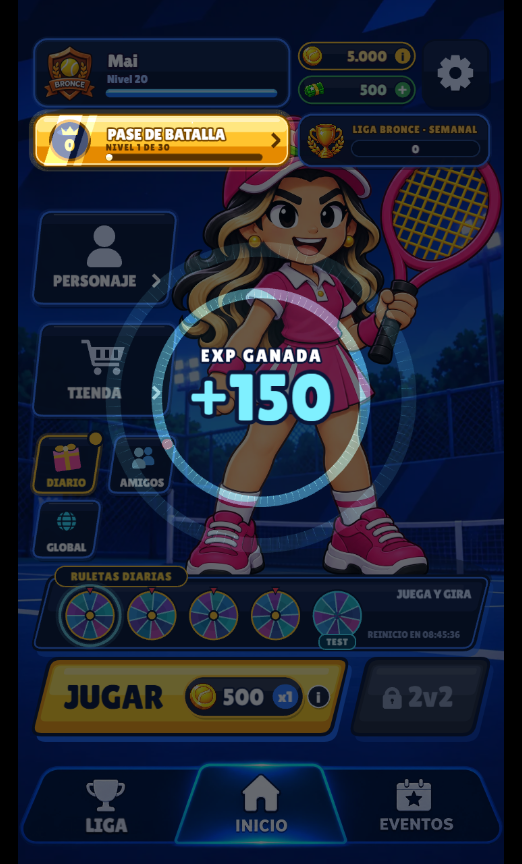 Mai
Nivel 20
BRONCE
5.000
i
500
+
0
PASE DE BATALLA
NIVEL 1 DE 30
LIGA BRONCE - SEMANAL
0
PERSONAJE
TIENDA
EXP GANADA
+150
DIARIO
AMIGOS
GLOBAL
RULETAS DIARIAS
JUEGA Y GIRA
TEST
REINICIO EN 08:45:36
JUGAR
500
x1
i
2v2
LIGA
INICIO
EVENTOS